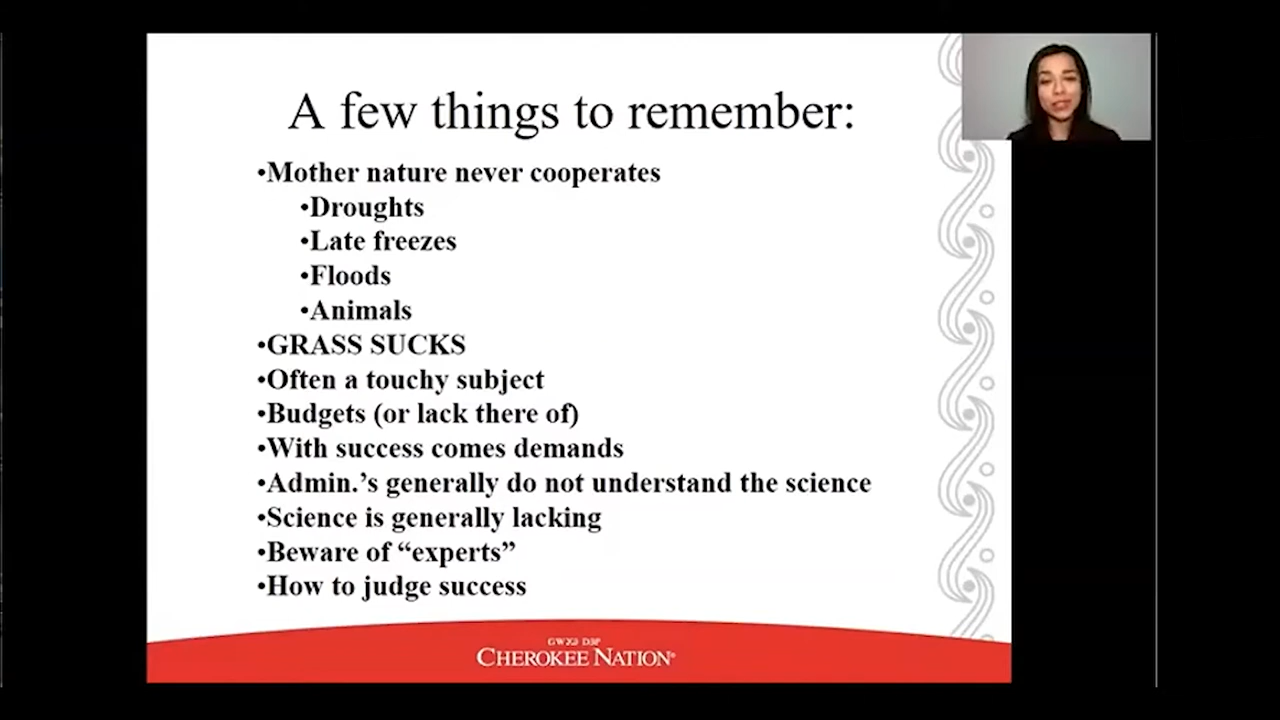 A few things to remember:
•Mother nature never cooperates
•Droughts
•Late freezes
•Floods
•Animals
•GRASS SUCKS
•Often a touchy subject
•Budgets (or lack there of)
•With success comes demands
•Admin.’s generally do not understand the science
•Science is generally lacking
•Beware of “experts”
•How to judge success
CHEROKEE NATION®